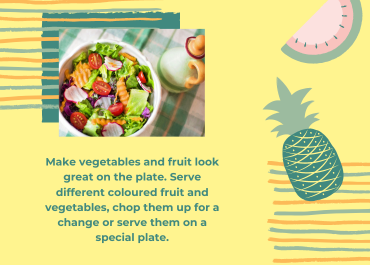 Make vegetables and fruit look
great on the plate. Serve
different coloured fruit and
vegetables, chop them up for a
change or serve them on a
special plate.